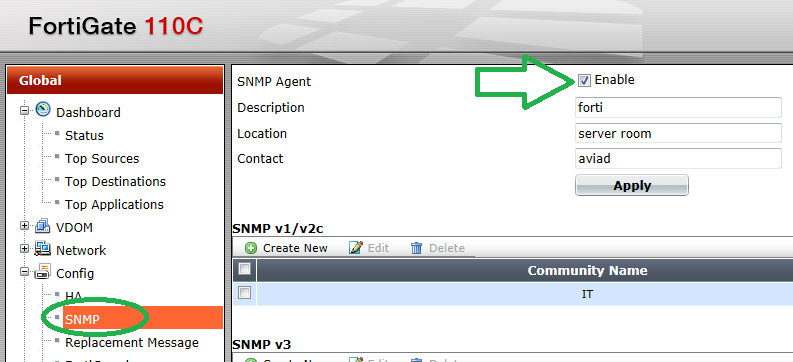 FortiGate 110C
Global
Dashboard
Status
Top Sources
Top Destinations
Top Applications
VDOM
Network
Config
HA
SNMP
Replacement Message
SNMP Agent
Enable
Description
forti
Location
server room
Contact
aviad
Apply
SNMP v1/v2c
Create New Edit Delete
Community Name
IT
SNMP v3